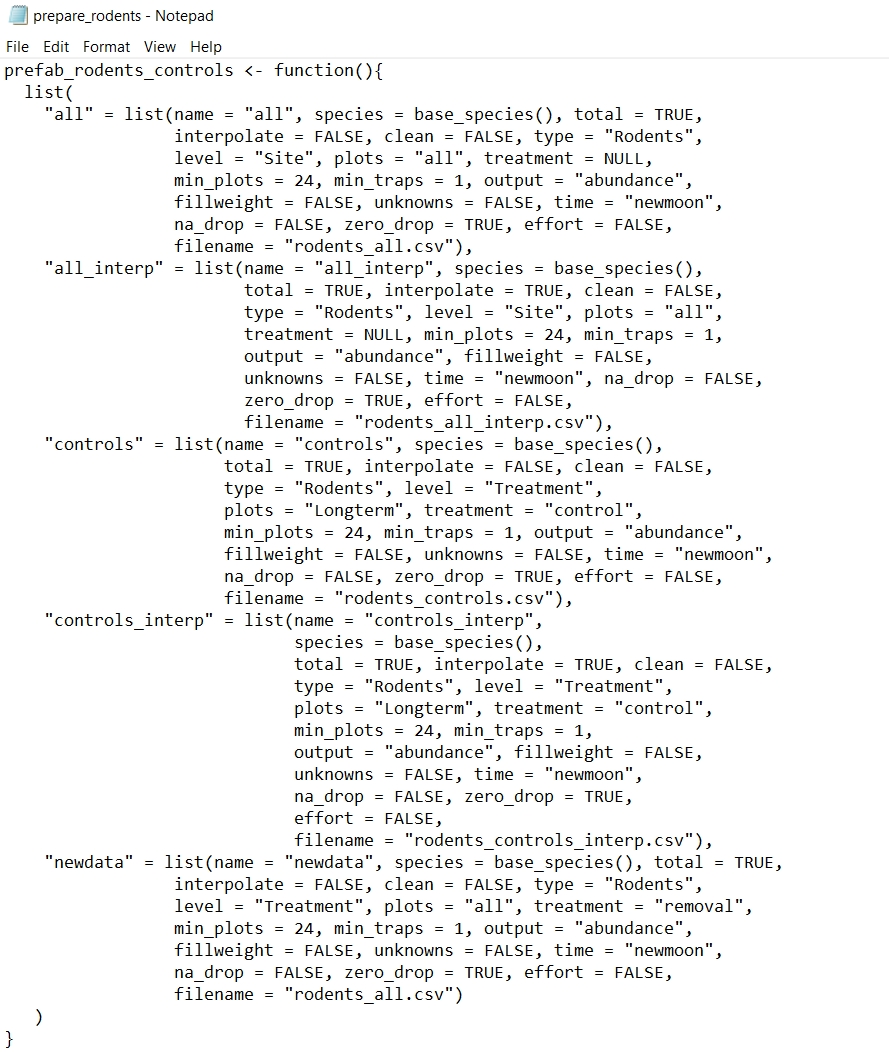 prepare_rodents - Notepad
File Edit Format View Help
prefab_rodents_controls <- function(){
  list(
    "all" = list(name = "all", species = base_species(), total = TRUE,
                 interpolate = FALSE, clean = FALSE, type = "Rodents",
                 level = "Site", plots = "all", treatment = NULL,
                 min_plots = 24, min_traps = 1, output = "abundance",
                 fillweight = FALSE, unknowns = FALSE, time = "newmoon",
                 na_drop = FALSE, zero_drop = TRUE, effort = FALSE,
                 filename = "rodents_all.csv"),
    "all_interp" = list(name = "all_interp", species = base_species(),
                        total = TRUE, interpolate = TRUE, clean = FALSE,
                        type = "Rodents", level = "Site", plots = "all",
                        treatment = NULL, min_plots = 24, min_traps = 1,
                        output = "abundance", fillweight = FALSE,
                        unknowns = FALSE, time = "newmoon", na_drop = FALSE,
                        zero_drop = TRUE, effort = FALSE,
                        filename = "rodents_all_interp.csv"),
    "controls" = list(name = "controls", species = base_species(),
                      total = TRUE, interpolate = FALSE, clean = FALSE,
                      type = "Rodents", level = "Treatment",
                      plots = "Longterm", treatment = "control",
                      min_plots = 24, min_traps = 1, output = "abundance",
                      fillweight = FALSE, unknowns = FALSE, time = "newmoon",
                      na_drop = FALSE, zero_drop = TRUE, effort = FALSE,
                      filename = "rodents_controls.csv"),
    "controls_interp" = list(name = "controls_interp",
                             species = base_species(),
                             total = TRUE, interpolate = TRUE, clean = FALSE,
                             type = "Rodents", level = "Treatment",
                             plots = "Longterm", treatment = "control",
                             min_plots = 24, min_traps = 1,
                             output = "abundance", fillweight = FALSE,
                             unknowns = FALSE, time = "newmoon",
                             na_drop = FALSE, zero_drop = TRUE,
                             effort = FALSE,
                             filename = "rodents_controls_interp.csv"),
    "newdata" = list(name = "newdata", species = base_species(), total = TRUE,
                 interpolate = FALSE, clean = FALSE, type = "Rodents",
                 level = "Treatment", plots = "all", treatment = "removal",
                 min_plots = 24, min_traps = 1, output = "abundance",
                 fillweight = FALSE, unknowns = FALSE, time = "newmoon",
                 na_drop = FALSE, zero_drop = TRUE, effort = FALSE,
                 filename = "rodents_all.csv")
   )
}